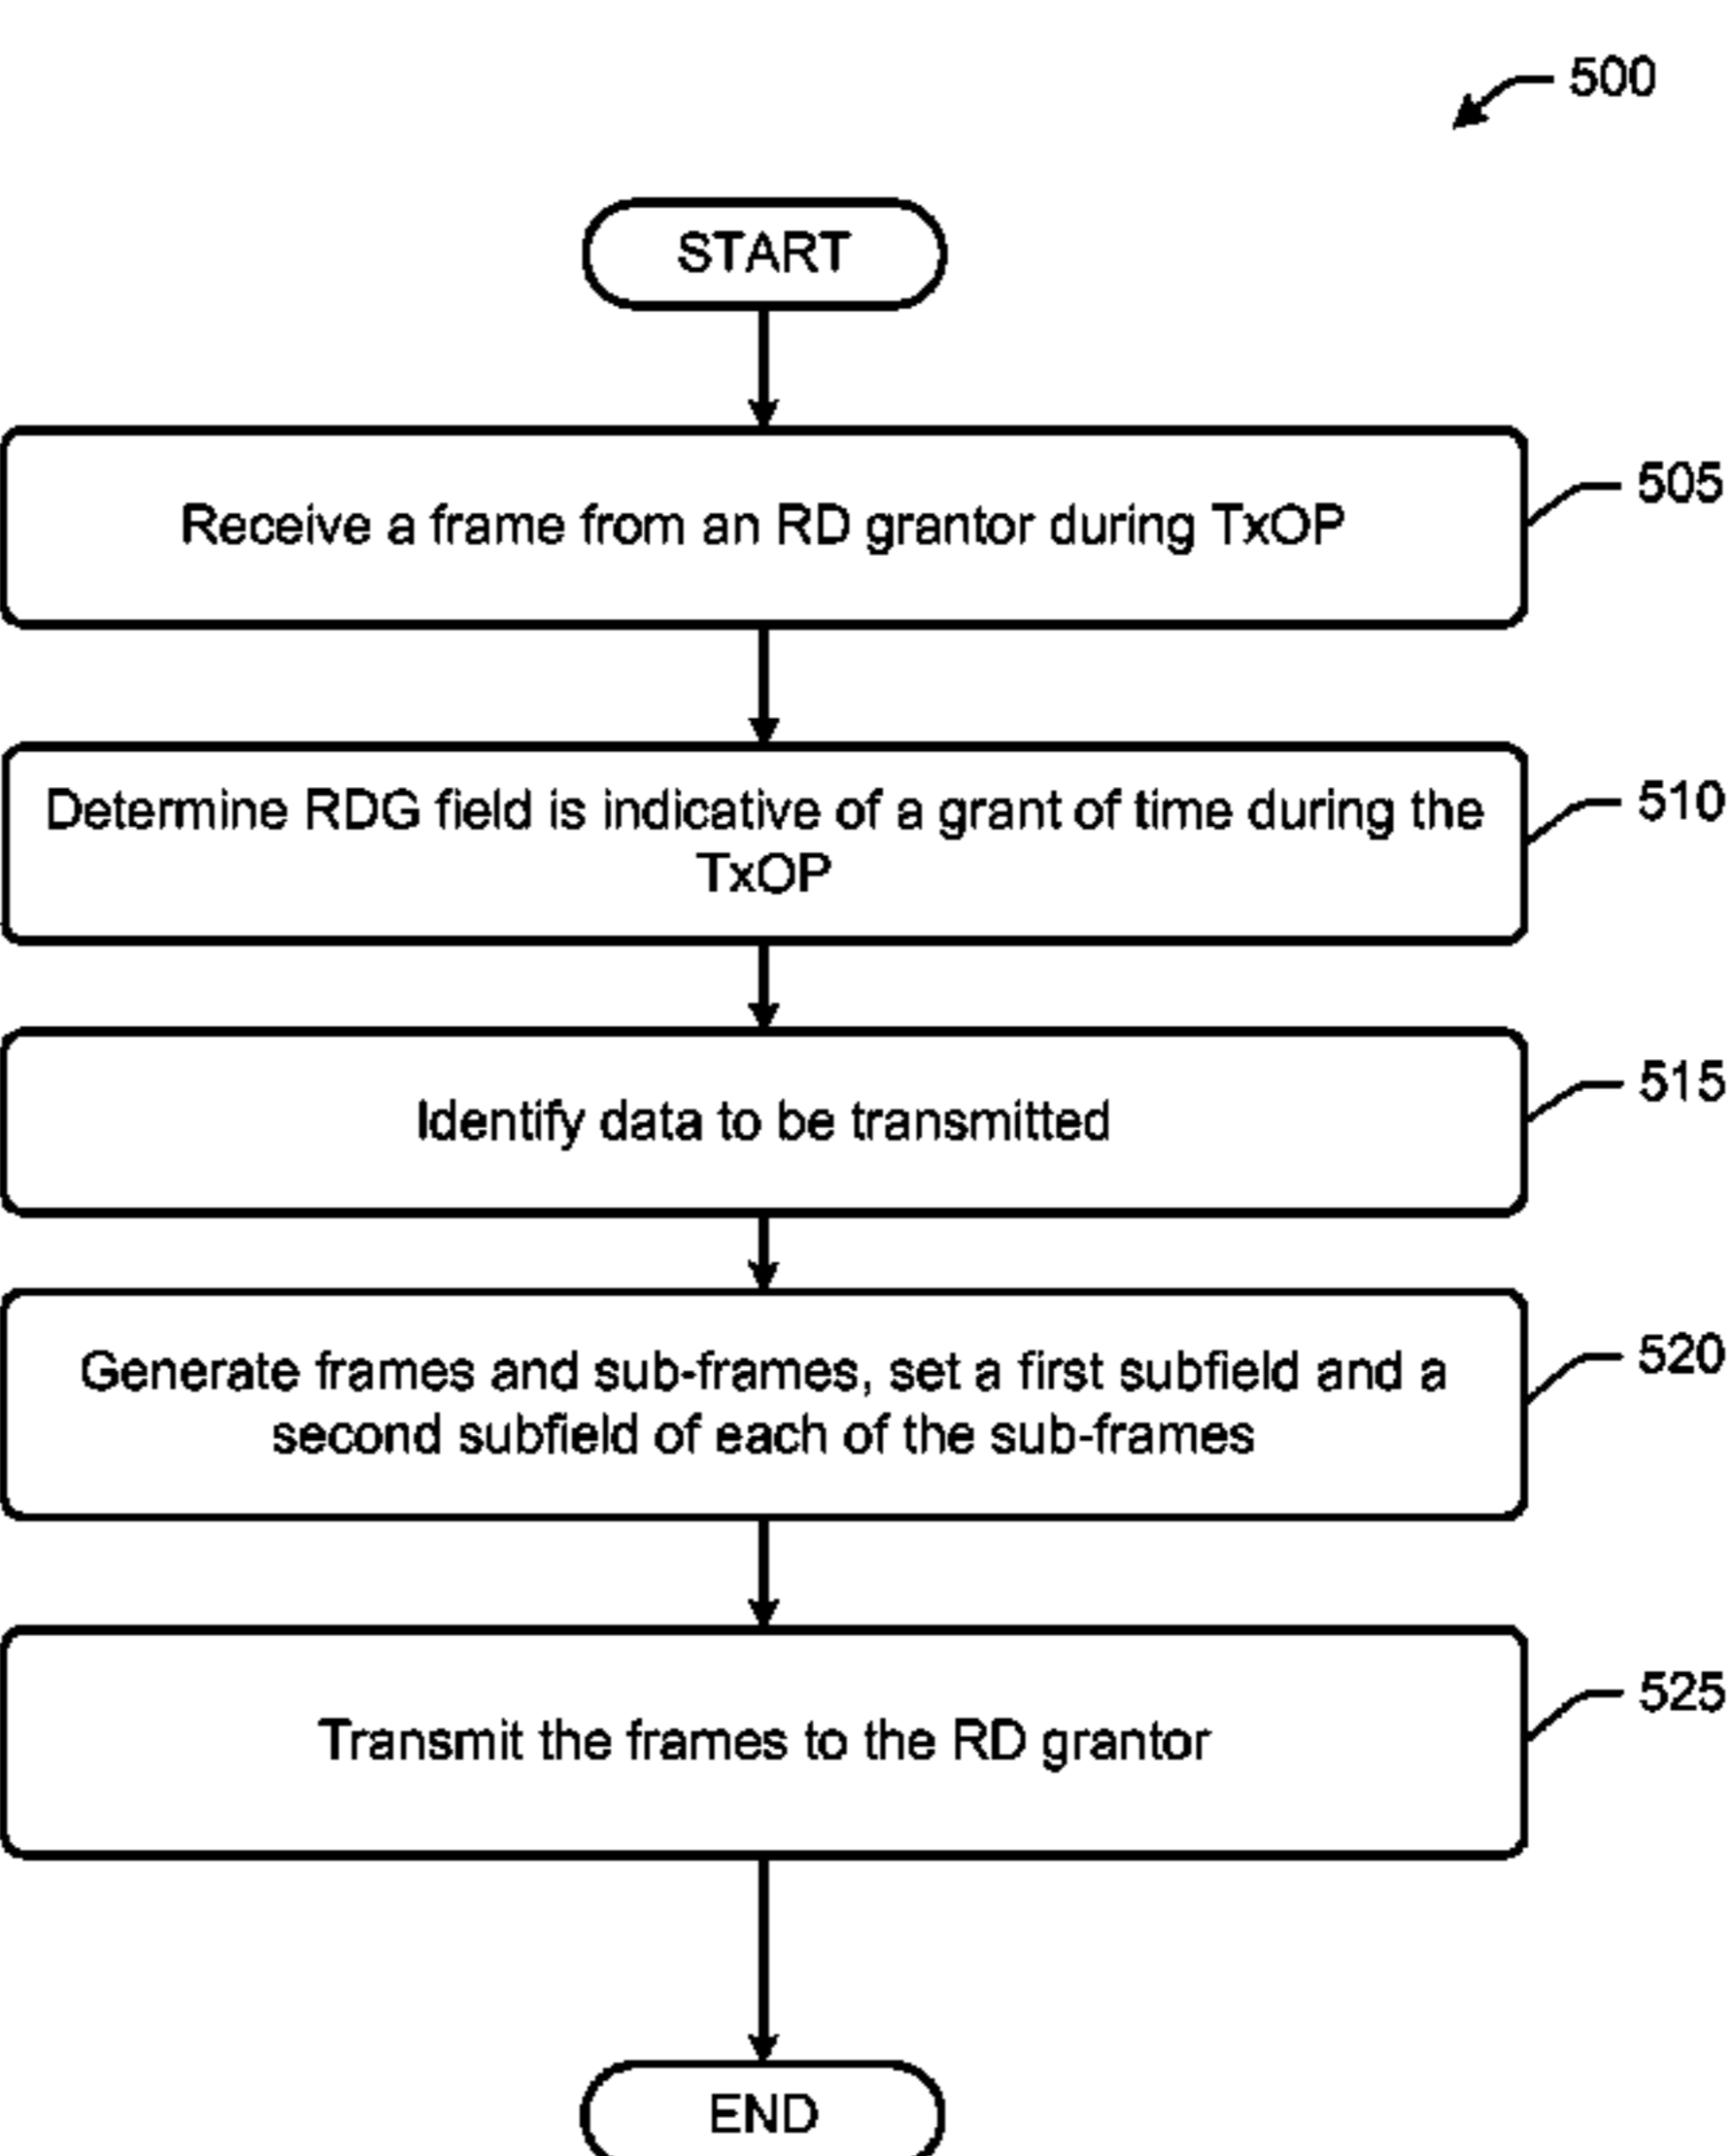 500
START
Receive a frame from an RD grantor during TxOP
505
Determine RDG field is indicative of a grant of time during the
TxOP
510
Identify data to be transmitted
515
Generate frames and sub-frames, set a first subfield and a
second subfield of each of the sub-frames
520
Transmit the frames to the RD grantor
525
END